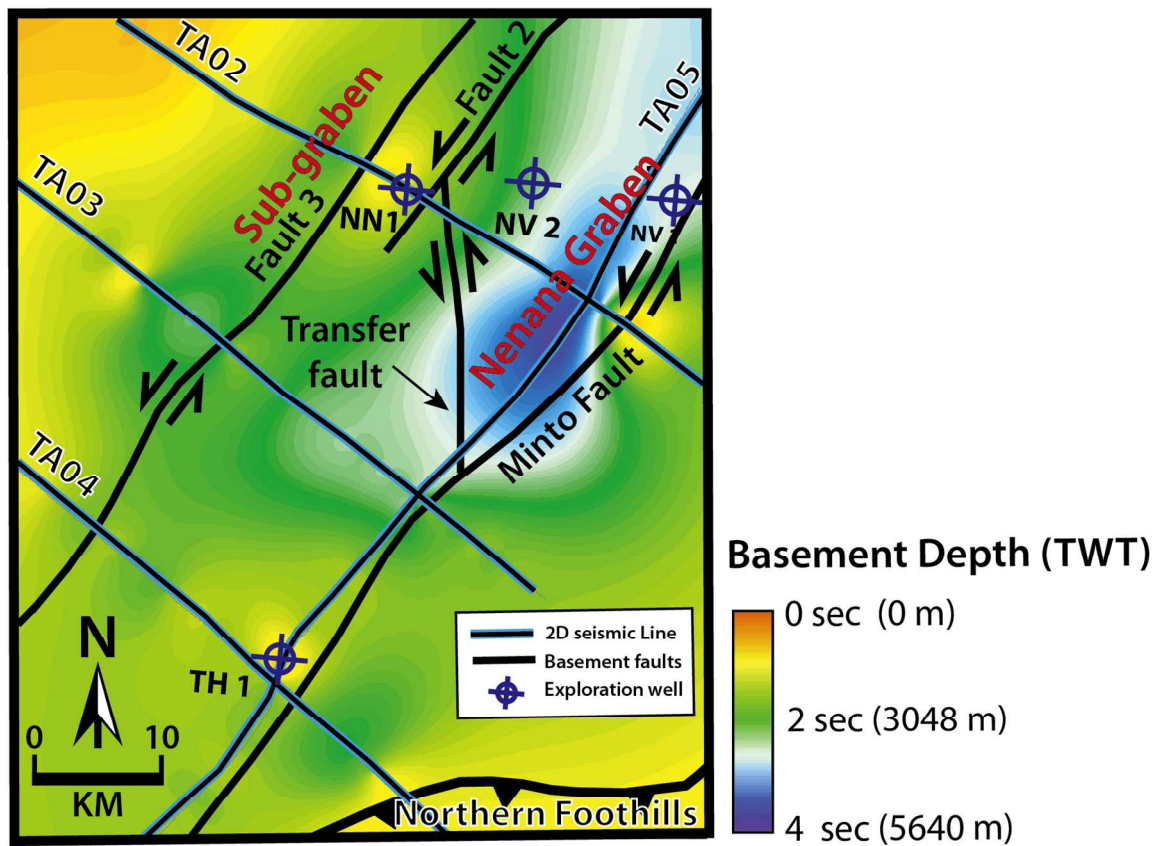 TA02
Fault 2
TA05
Sub-graben
TA03
NN1
NV 2
Nenana Graben
NV
Fault 3
Transfer
fault
Minto Fault
TA04
TH 1
N
0 10
KM
2D seismic Line
Basement faults
Exploration well
Northern Foothills
Basement Depth (TWT)
0 sec (0 m)
2 sec (3048 m)
4 sec (5640 m)